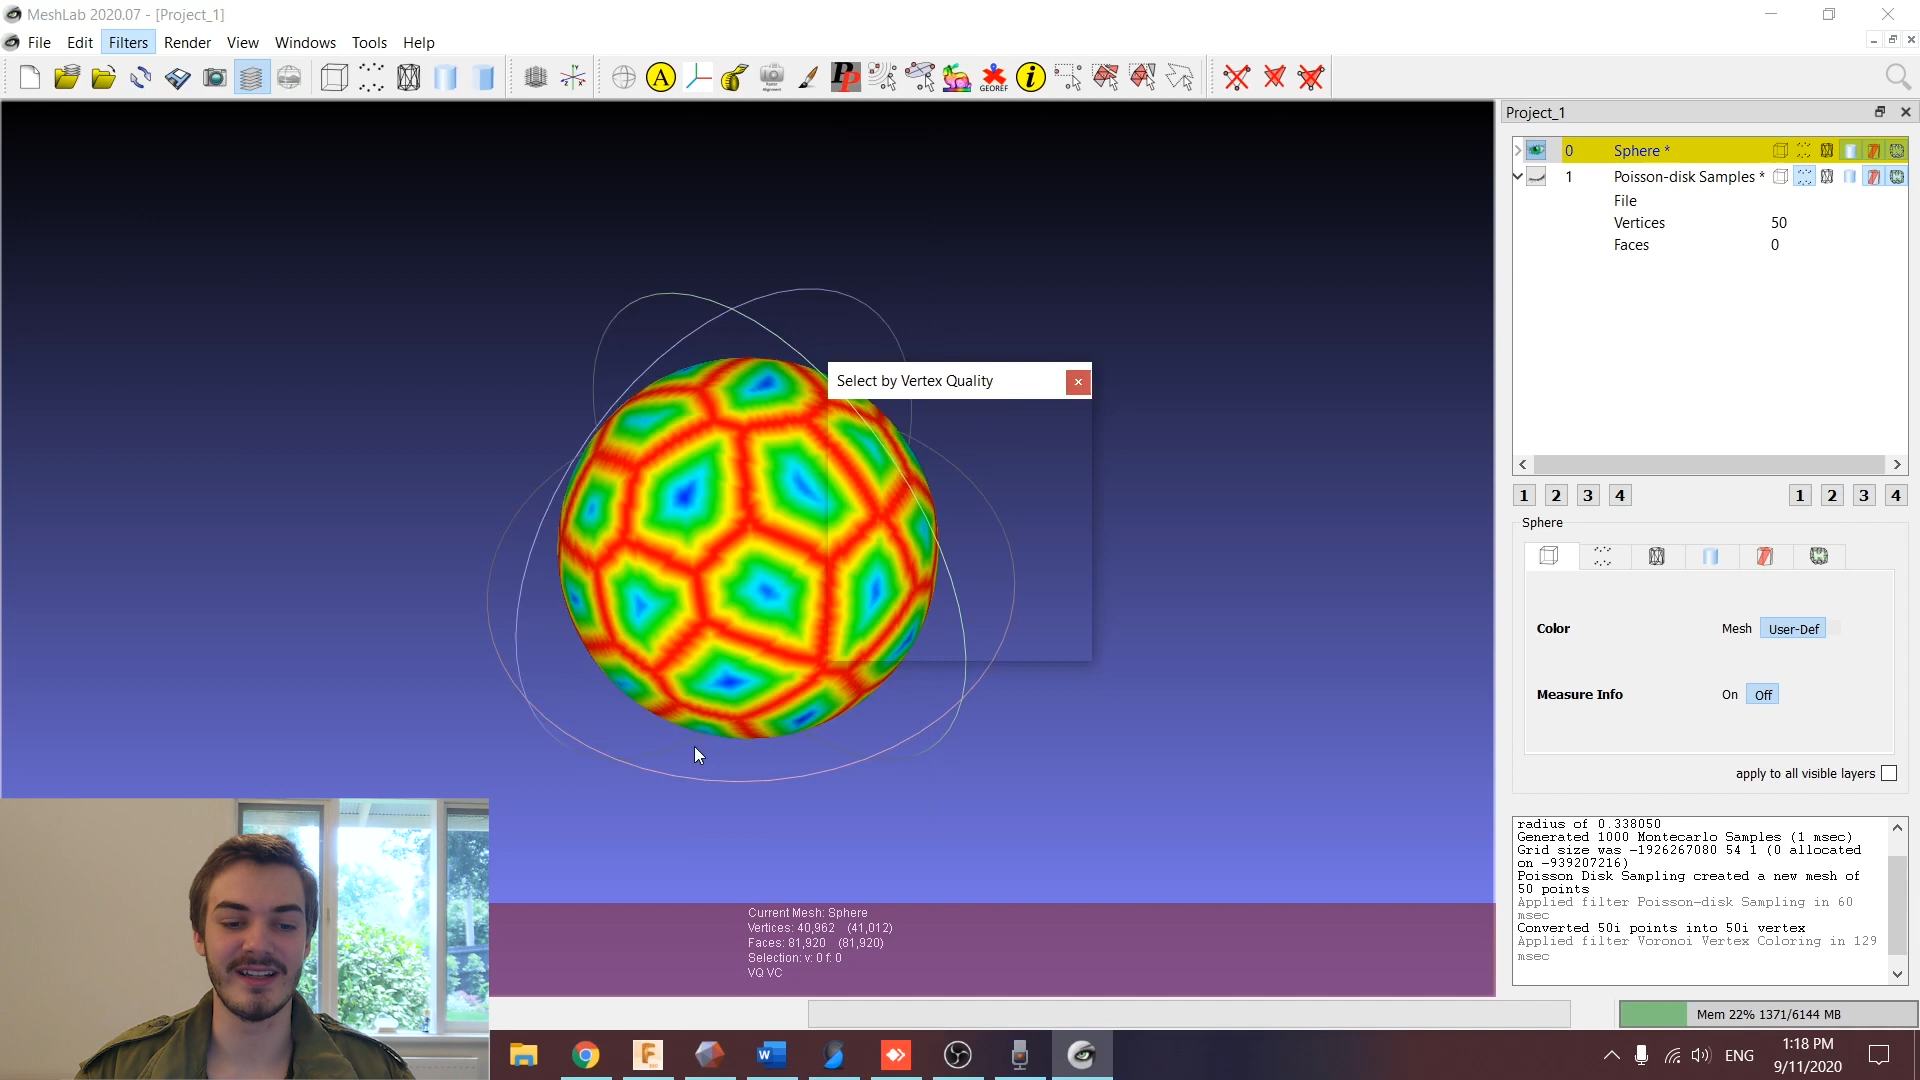 MeshLab 2020.07 - [Project_1]
File Edit Filters Render View Windows Tools Help
A
PP
GEOREF
i
Project_1
0 Sphere *
1 Poisson-disk Samples *
File
Vertices 50
Faces 0
Select by Vertex Quality
1 2 3 4 1 2 3 4
Sphere
Color Mesh User-Def
Measure Info On Off
apply to all visible layers
radius of 0.338050
Generated 1000 Montecarlo Samples (1 msec)
Grid size was -1926267080 54 1 (0 allocated
on -939207216)
Poisson Disk Sampling created a new mesh of
50 points
Applied filter Poisson-disk Sampling in 60
msec
Converted 50i points into 50i vertex
Applied filter Voronoi Vertex Coloring in 129
msec
Current Mesh: Sphere
Vertices: 40,962 (41,012)
Faces: 81,920 (81,920)
Selection: v: 0 f: 0
VQ VC
Mem 22% 1371/6144 MB
ENG
1:18 PM
9/11/2020